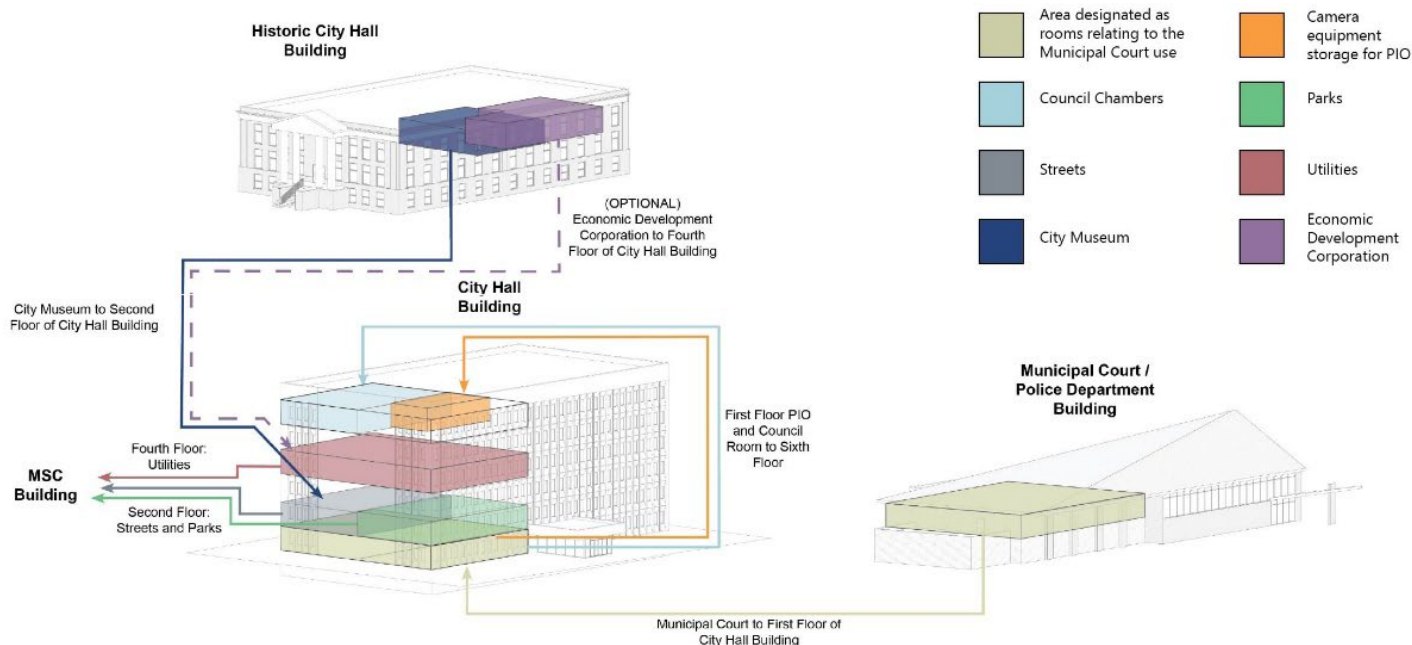 Historic City Hall
Building
(OPTIONAL)
Economic Development
Corporation to Fourth
Floor of City Hall Building
City Museum to Second
Floor of City Hall Building
City Hall
Building
First Floor PIO
and Council
Room to Sixth
Floor
Fourth Floor:
Utilities
MSC
Building
Second Floor:
Streets and Parks
Municipal Court /
Police Department
Building
Municipal Court to First Floor of
City Hall Building
Area designated as
rooms relating to the
Municipal Court use
Council Chambers
Streets
City Museum
Camera
equipment
storage for PIO
Parks
Utilities
Economic
Development
Corporation